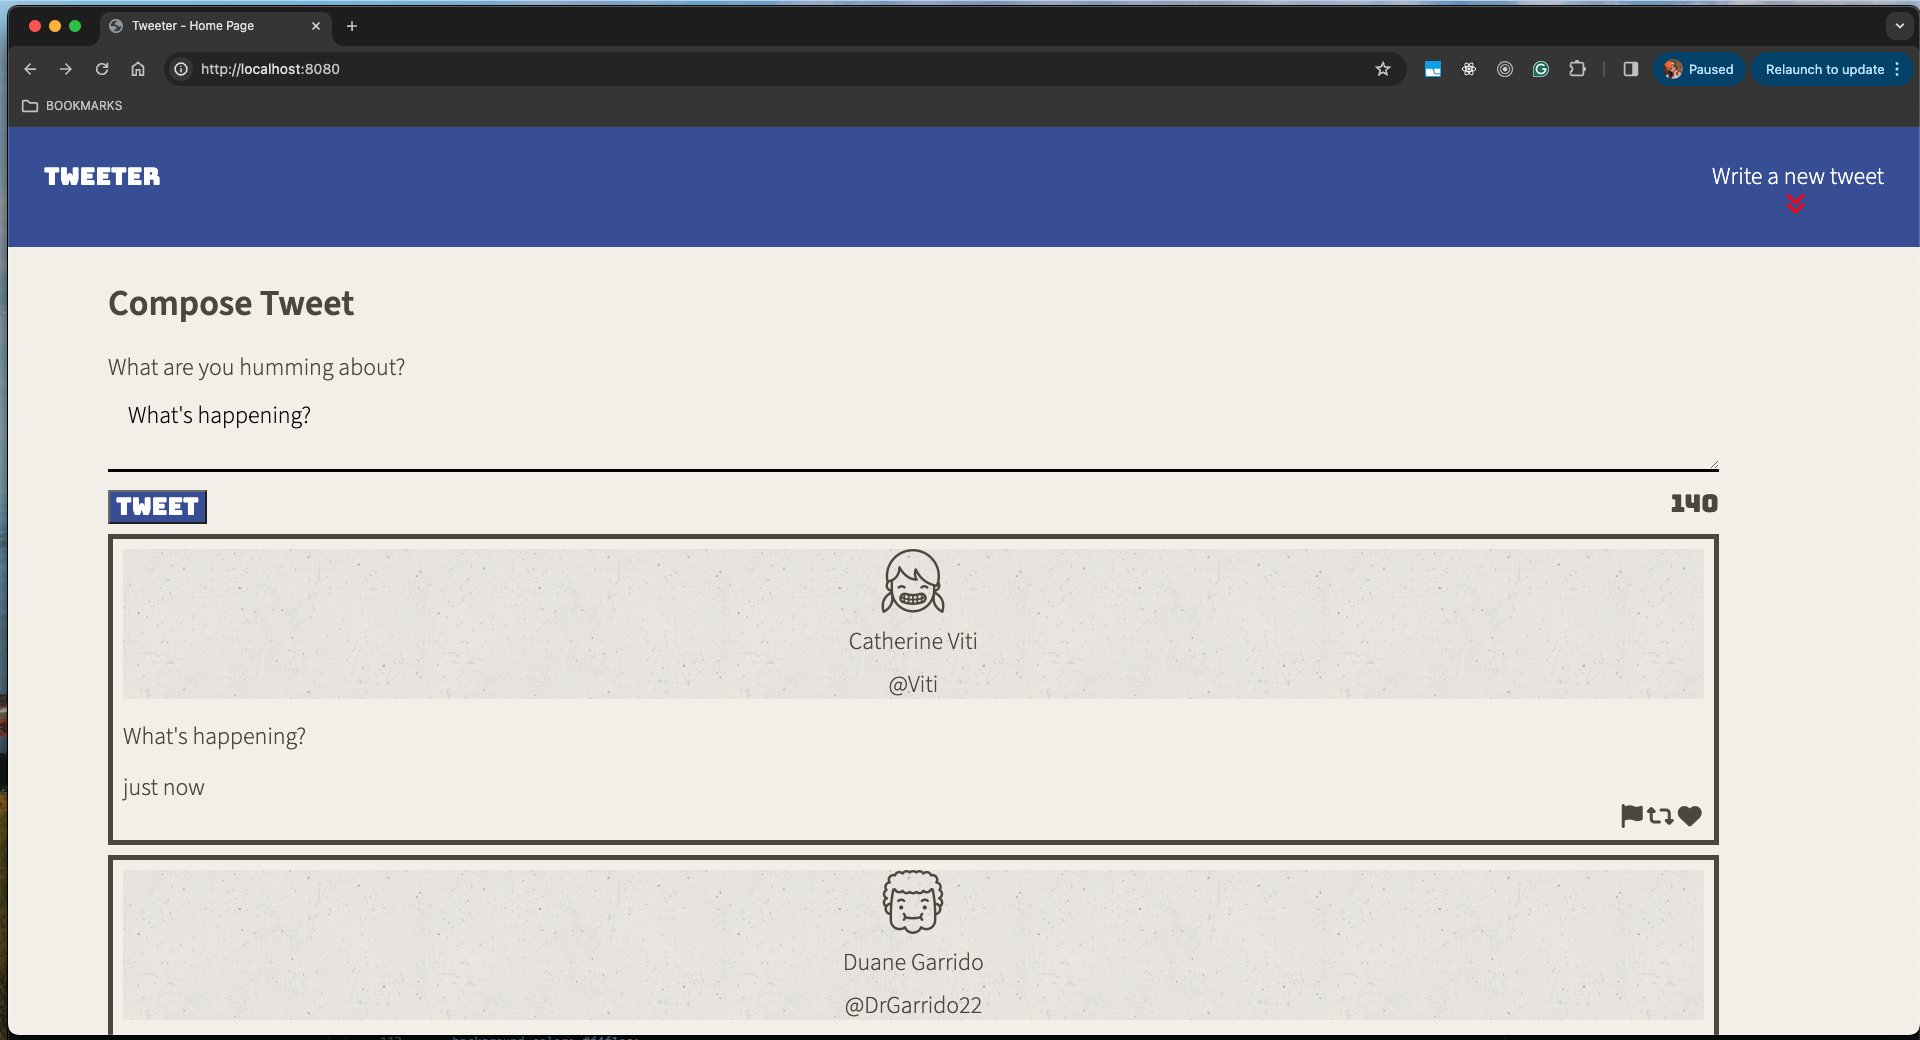 Tweeter - Home Page
http://localhost:8080
Paused
Relaunch to update
BOOKMARKS
TWEETER
Write a new tweet
Compose Tweet
What are you humming about?
What's happening?
TWEET
140
Catherine Viti
@Viti
What's happening?
just now
Duane Garrido
@DrGarrido22